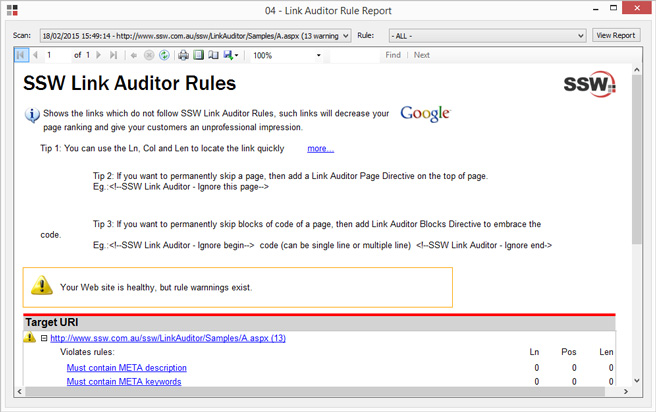 04 - Link Auditor Rule Report
Scan: 18/02/2015 15:49:14 - http://www.ssw.com.au/ssw/LinkAuditor/Samples/A.aspx (13 warning Rule: - ALL - View Report
1 of 1 100% Find | Next
SSW Link Auditor Rules
SSW
Shows the links which do not follow SSW Link Auditor Rules, such links will decrease your
page ranking and give your customers an unprofessional impression.
Google
Tip 1: You can use the Ln, Col and Len to locate the link quickly more...
Tip 2: If you want to permanently skip a page, then add a Link Auditor Page Directive on the top of page.
Eg.:<!--SSW Link Auditor - Ignore this page-->
Tip 3: If you want to permanently skip blocks of code of a page, then add Link Auditor Blocks Directive to embrace the
code.
Eg:<!--SSW Link Auditor - Ignore begin--> code (can be single line or multiple line) <!--SSW Link Auditor - Ignore end->
Your Web site is healthy, but rule warnings exist.
Target URI
http://www.ssw.com.au/ssw/LinkAuditor/Samples/A.aspx (13)
Violates rules: Ln Pos Len
Must contain META description 0 0 0
Must contain META keywords 0 0 0